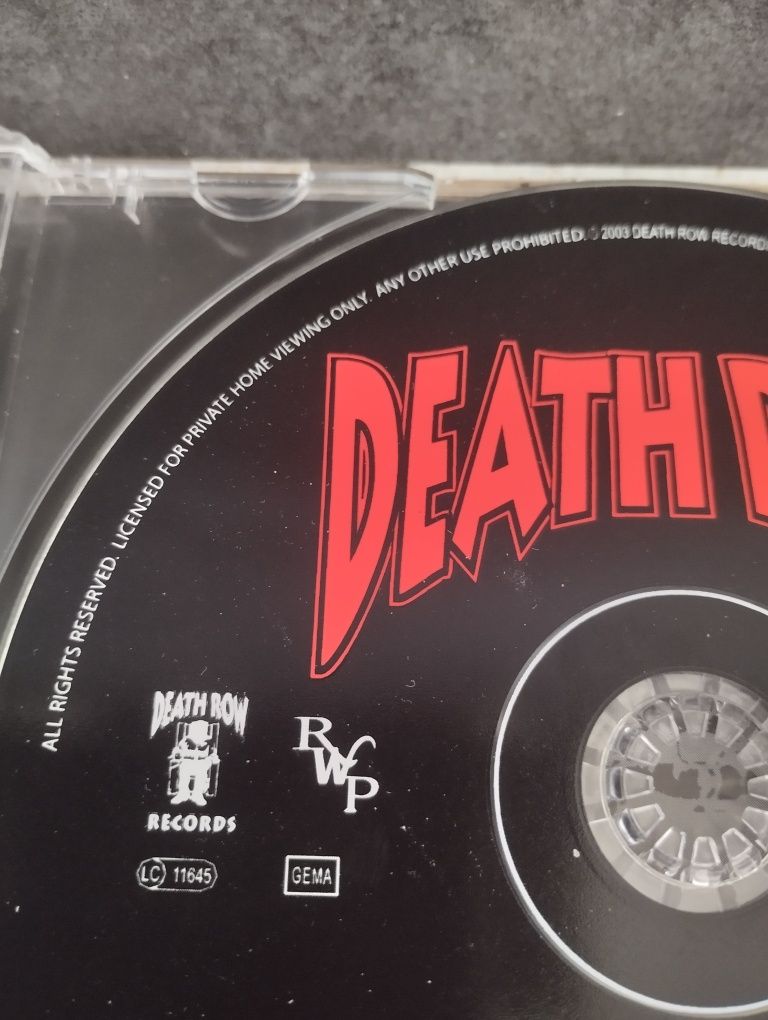 ALL RIGHTS RESERVED. LICENSED FOR PRIVATE HOME VIEWING ONLY. ANY OTHER USE PROHIBITED. © 2003 DEATH ROW RECORD
DEATH
DEATH ROW
RECORDS
RWP
LC 11645
GEMA